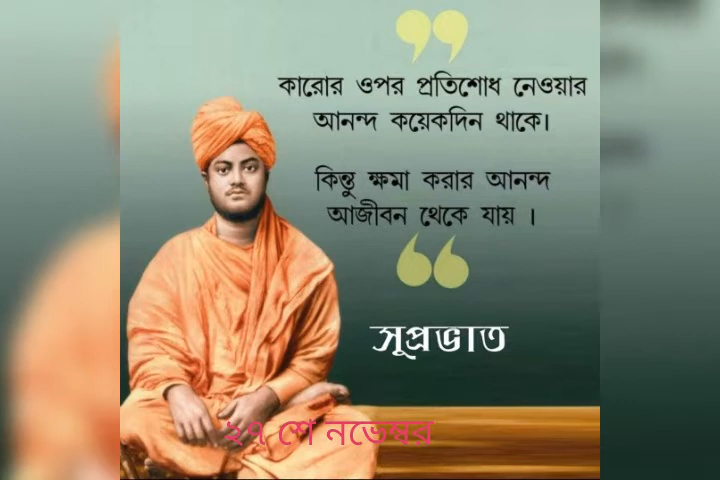 কারোর ওপর প্রতিশোধ নেওয়ার
আনন্দ কয়েকদিন থাকে।
কিন্তু ক্ষমা করার আনন্দ
আজীবন থেকে যায় ।
সুপ্রভাত
২৭ শে নভেম্বর